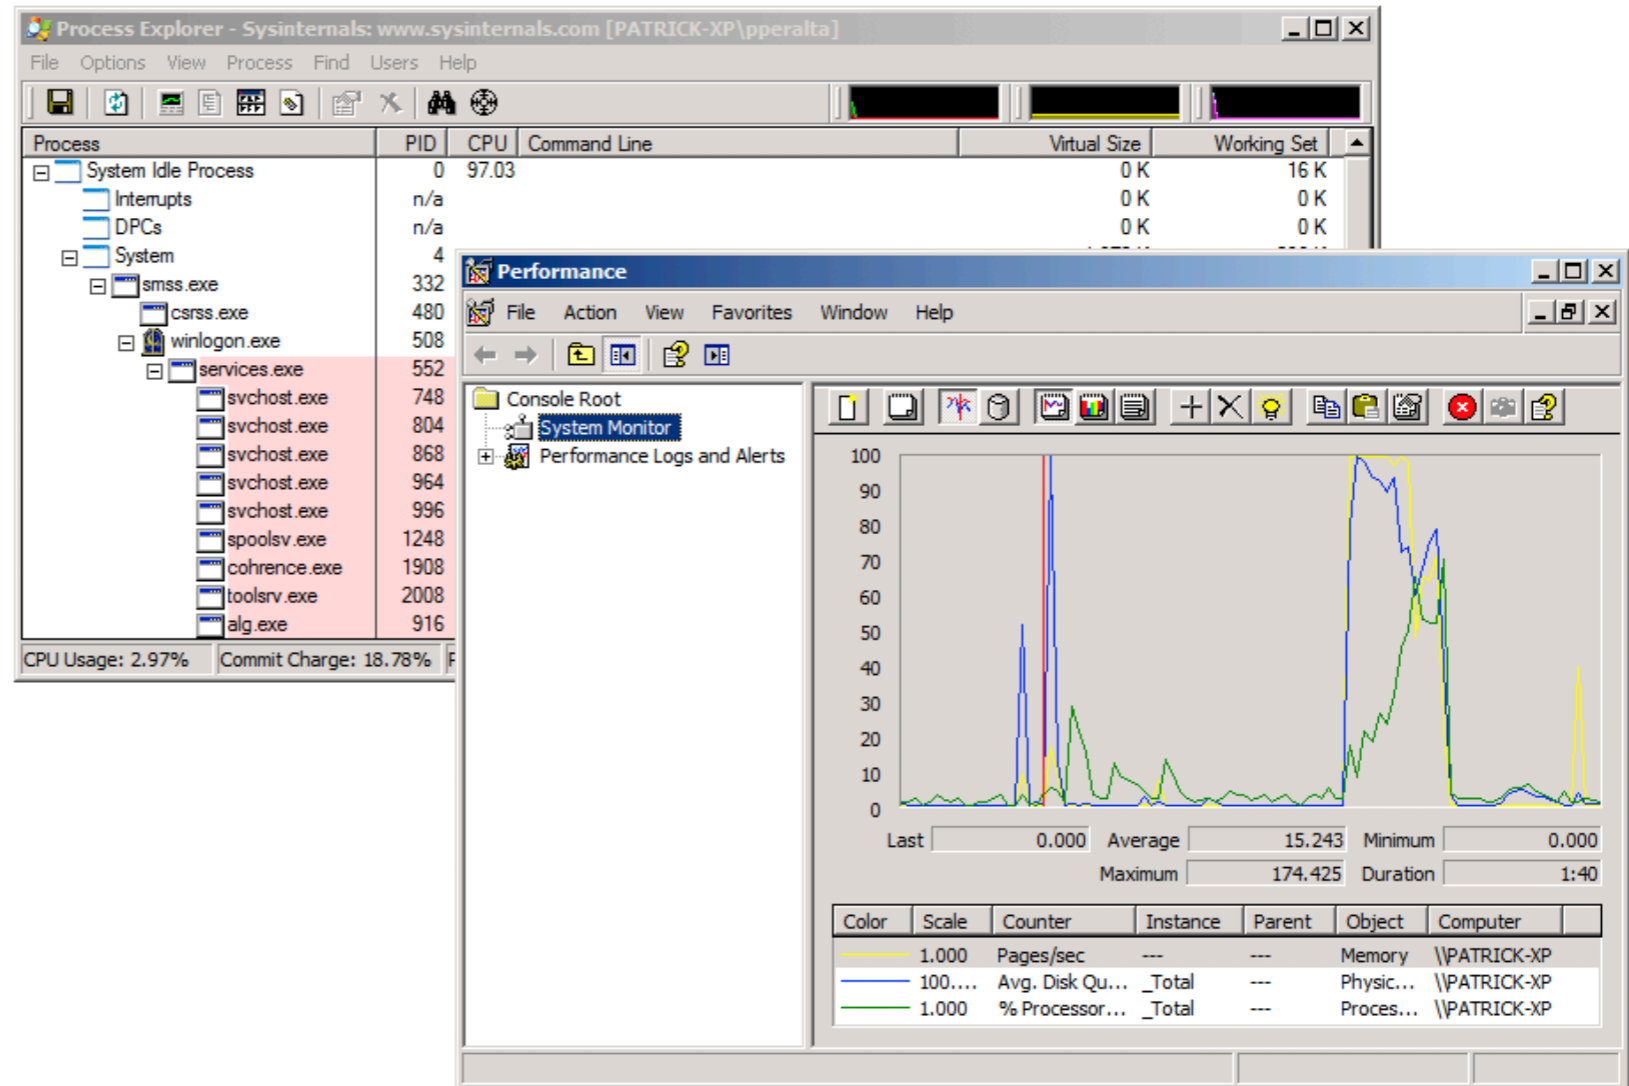 Process Explorer - Sysinternals: www.sysinternals.com [PATRICK-XP\pperalta]
File Options View Process Find Users Help
Process PID CPU Command Line Virtual Size Working Set
System Idle Process 0 97.03 0 K 16 K
Interrupts n/a 0 K 0 K
DPCs n/a 0 K 0 K
System 4
smss.exe 332
csrss.exe 480
winlogon.exe 508
services.exe 552
svchost.exe 748
svchost.exe 804
svchost.exe 868
svchost.exe 964
svchost.exe 996
spoolsv.exe 1248
cohrence.exe 1908
toolsrv.exe 2008
alg.exe 916
CPU Usage: 2.97% Commit Charge: 18.78%
Performance
File Action View Favorites Window Help
Console Root
System Monitor
Performance Logs and Alerts
100
90
80
70
60
50
40
30
20
10
0
Last 0.000 Average 15.243 Minimum 0.000
Maximum 174.425 Duration 1:40
Color Scale Counter Instance Parent Object Computer
1.000 Pages/sec --- --- Memory \\PATRICK-XP
100.... Avg. Disk Qu... _Total --- Physic... \\PATRICK-XP
1.000 % Processor... _Total --- Proces... \\PATRICK-XP